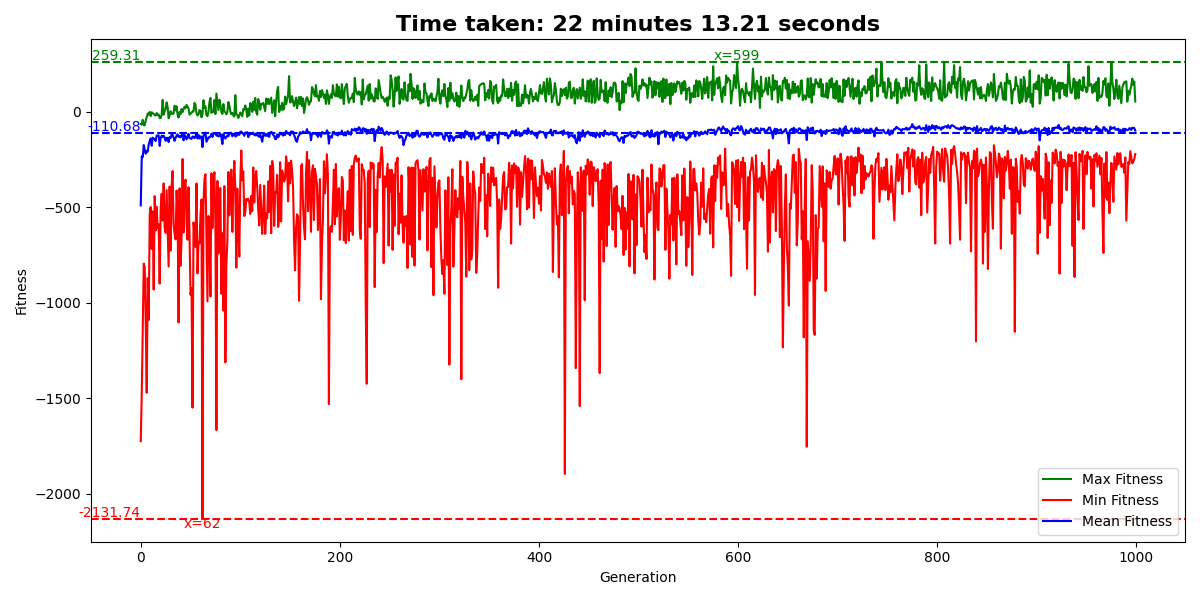 Time taken: 22 minutes 13.21 seconds
259.31
x=599
0
-110.68
−500
−1000
−1500
−2000
-2131.74
x=62
Fitness
Max Fitness
Min Fitness
Mean Fitness
0 200 400 600 800 1000
Generation